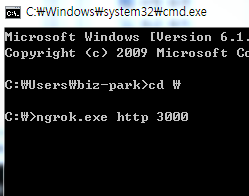 C:₩Windows₩system32₩cmd.exe
Microsoft Windows [Version 6.1.
Copyright (c) 2009 Microsoft Co
C:₩Users₩biz-park>cd ₩
C:₩>ngrok.exe http 3000